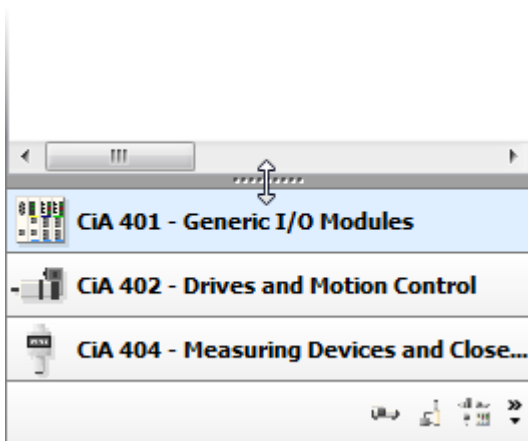 CiA 401 - Generic I/O Modules
CiA 402 - Drives and Motion Control
CiA 404 - Measuring Devices and Close...